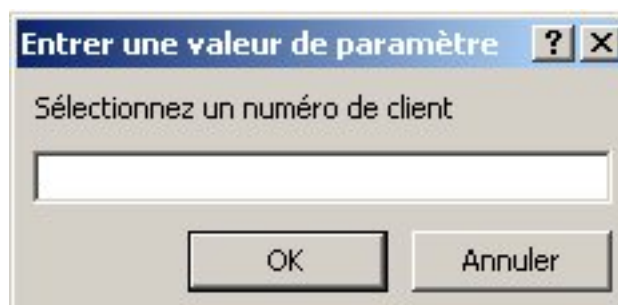 Entrer une valeur de paramètre ? X
Sélectionnez un numéro de client
OK Annuler